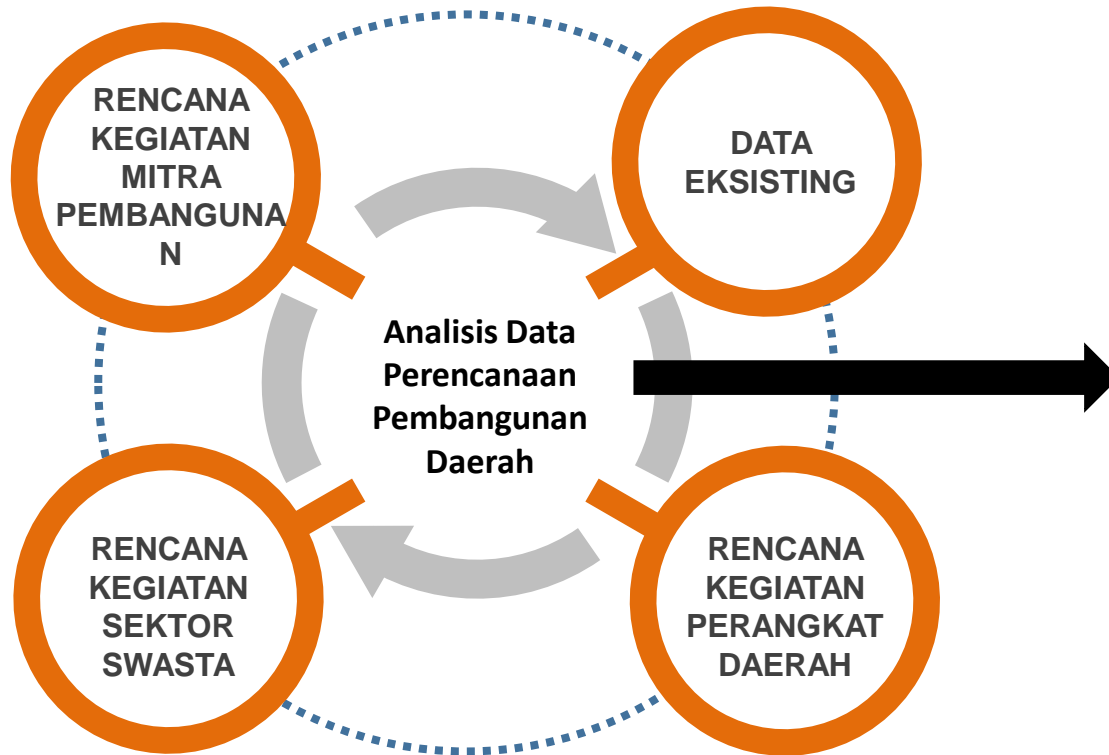 RENCANA
KEGIATAN
MITRA
PEMBANGUNA
N
DATA
EKSISTING
Analisis Data
Perencanaan
Pembangunan
Daerah
RENCANA
KEGIATAN
SEKTOR
SWASTA
RENCANA
KEGIATAN
PERANGKAT
DAERAH